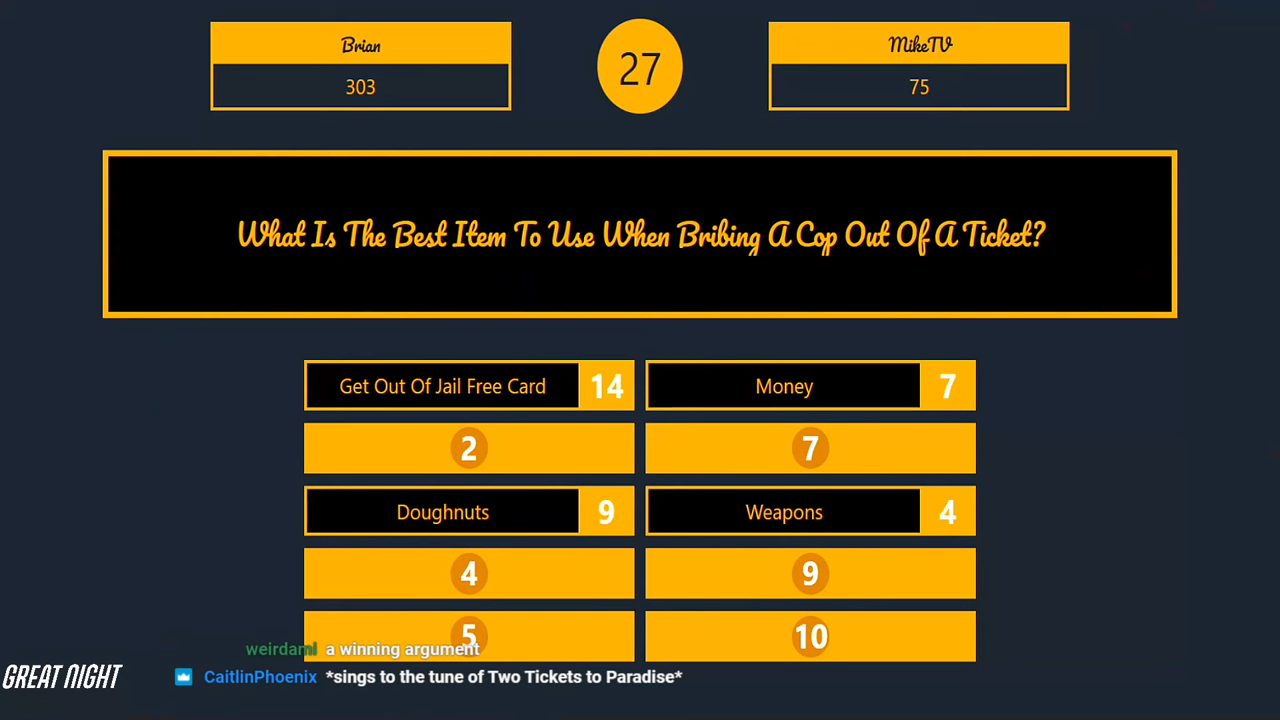 Brian
303
27
MikeTV
75
What Is The Best Item To Use When Bribing A Cop Out Of A Ticket?
Get Out Of Jail Free Card 14
Money 7
2
7
Doughnuts 9
Weapons 4
4
9
5
10
weirdaml a winning argument
CaitlinPhoenix *sings to the tune of Two Tickets to Paradise*
GREAT NIGHT